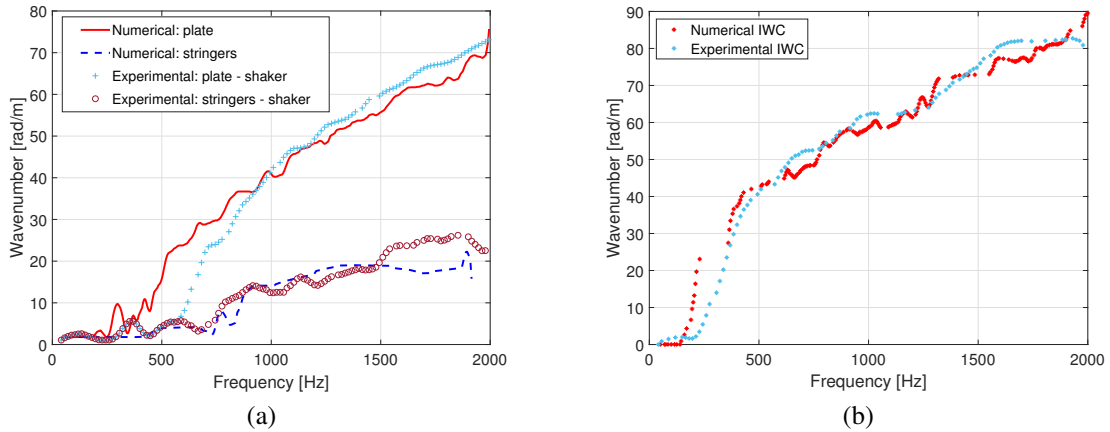 80
70
60
50
40
30
20
10
0
Wavenumber [rad/m]
Numerical: plate
Numerical: stringers
Experimental: plate - shaker
Experimental: stringers - shaker
0 500 1000 1500 2000
Frequency [Hz]
(a)
90
80
70
60
50
40
30
20
10
0
Wavenumber [rad/m]
Numerical IWC
Experimental IWC
500 1000 1500 2000
Frequency [Hz]
(b)